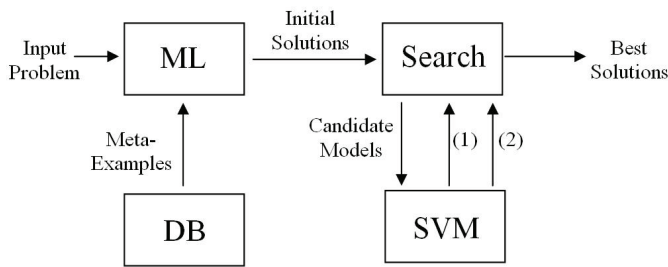 Input
Problem
ML
Initial
Solutions
Search
Best
Solutions
Meta-
Examples
Candidate
Models
(1)
(2)
DB
SVM